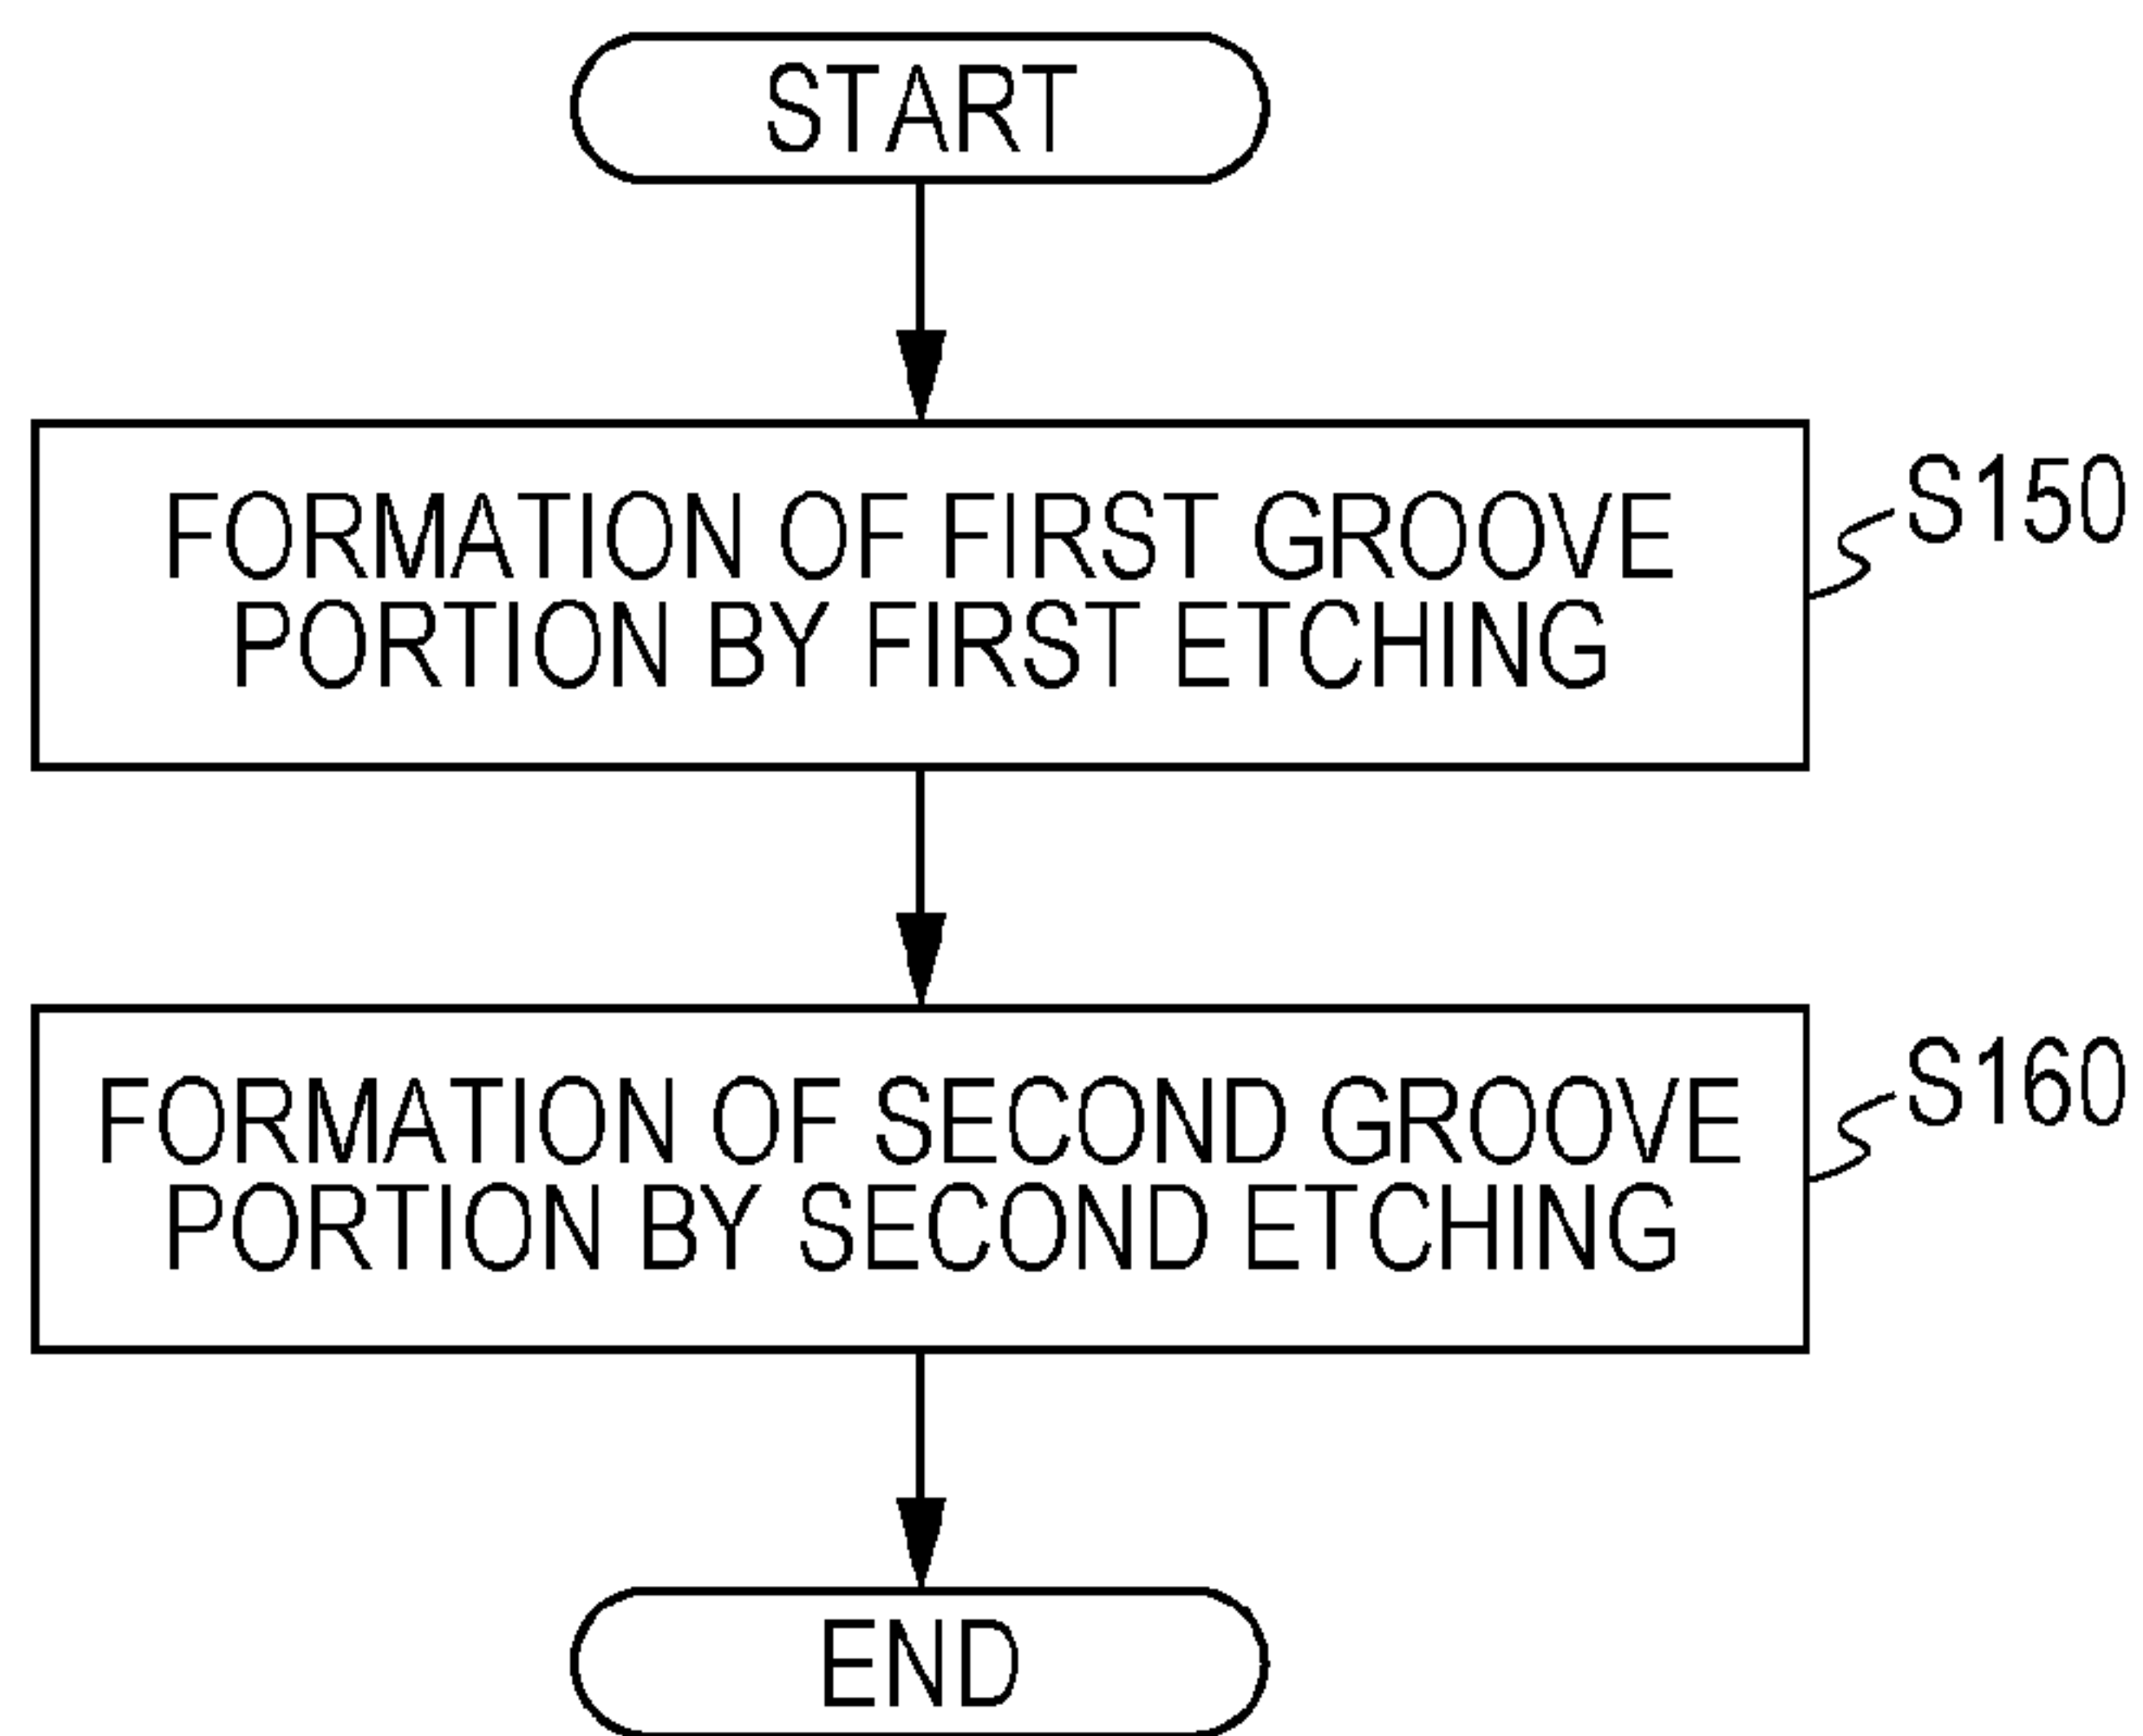 START
FORMATION OF FIRST GROOVE
PORTION BY FIRST ETCHING
S150
FORMATION OF SECOND GROOVE
PORTION BY SECOND ETCHING
S160
END